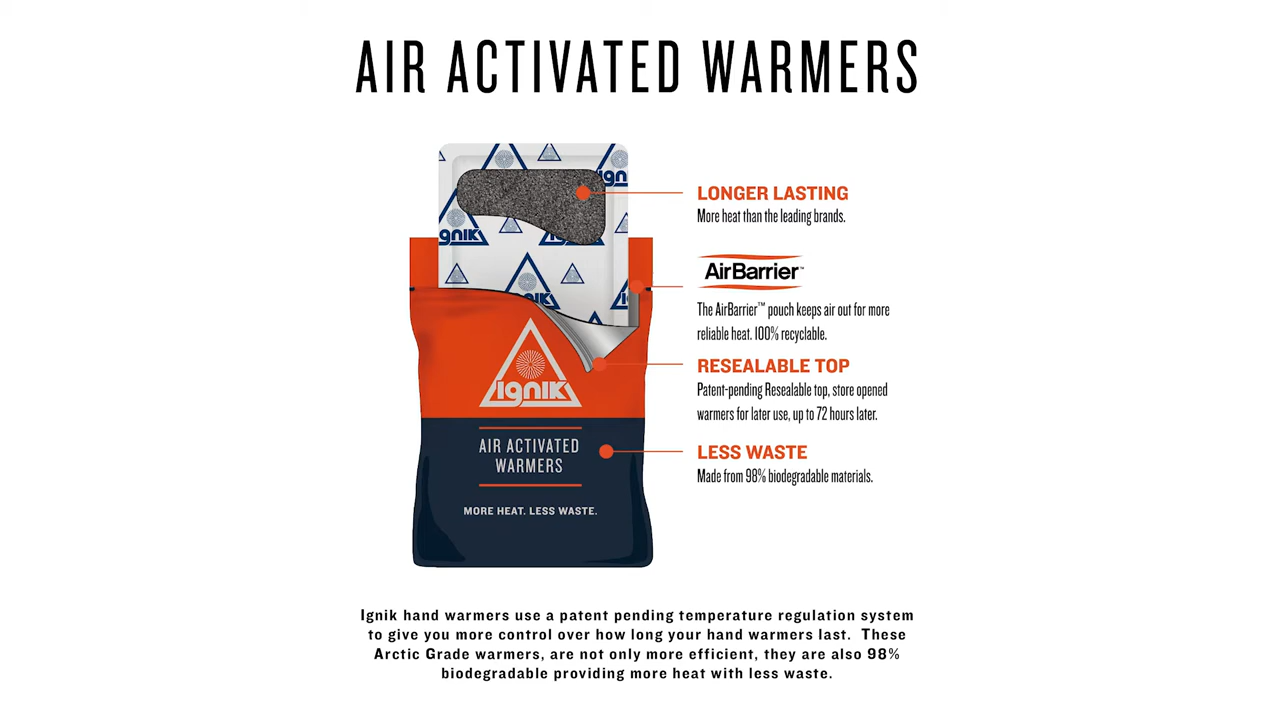 AIR ACTIVATED WARMERS
ignik
ignik
ignik
ignik
LONGER LASTING
More heat than the leading brands.
AirBarrier™
The AirBarrier™ pouch keeps air out for more
reliable heat. 100% recyclable.
RESEALABLE TOP
Patent-pending Resealable top, store opened
warmers for later use, up to 72 hours later.
LESS WASTE
Made from 98% biodegradable materials.
ignik
AIR ACTIVATED
WARMERS
MORE HEAT. LESS WASTE.
Ignik hand warmers use a patent pending temperature regulation system
to give you more control over how long your hand warmers last. These
Arctic Grade warmers, are not only more efficient, they are also 98%
biodegradable providing more heat with less waste.